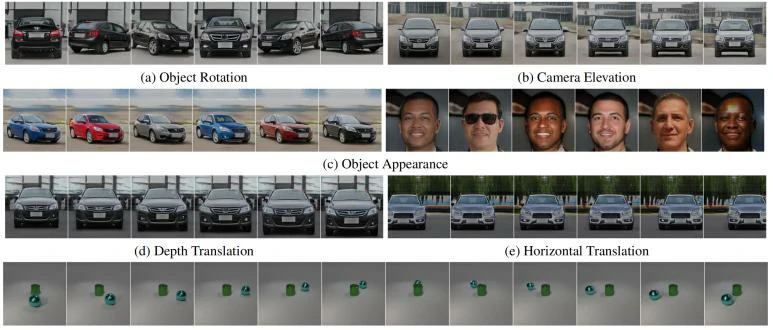 (a) Object Rotation
(b) Camera Elevation
(c) Object Appearance
(d) Depth Translation
(e) Horizontal Translation